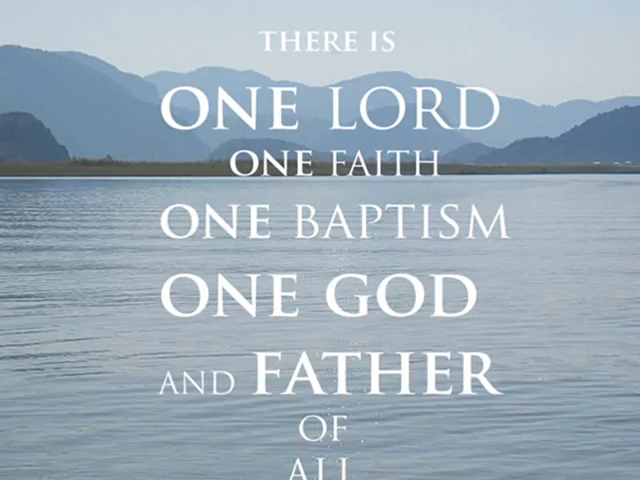 THERE IS
ONE LORD
ONE FAITH
ONE BAPTISM
ONE GOD
AND FATHER
OF
ALL